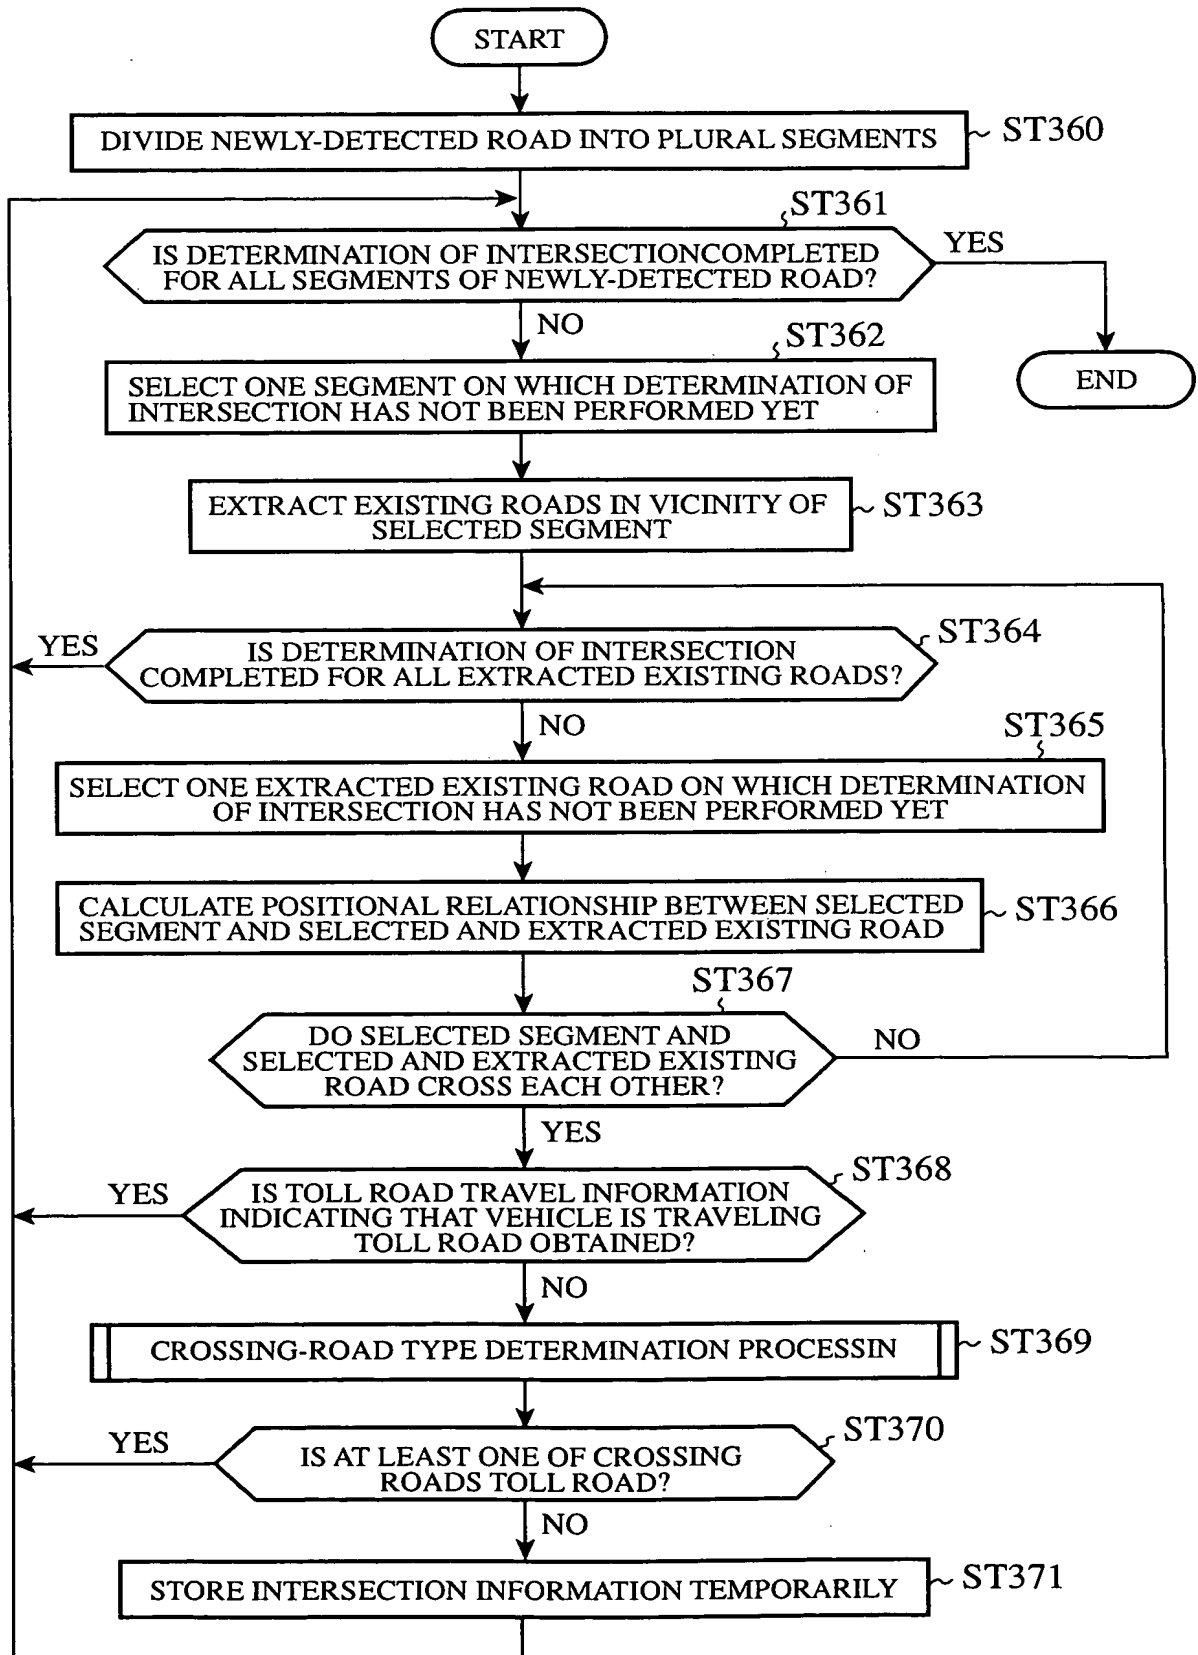 START
DIVIDE NEWLY-DETECTED ROAD INTO PLURAL SEGMENTS
ST360
ST361
IS DETERMINATION OF INTERSECTIONCOMPLETED
FOR ALL SEGMENTS OF NEWLY-DETECTED ROAD?
YES
NO
END
ST362
SELECT ONE SEGMENT ON WHICH DETERMINATION OF
INTERSECTION HAS NOT BEEN PERFORMED YET
EXTRACT EXISTING ROADS IN VICINITY OF
SELECTED SEGMENT
ST363
YES
ST364
IS DETERMINATION OF INTERSECTION
COMPLETED FOR ALL EXTRACTED EXISTING ROADS?
NO
ST365
SELECT ONE EXTRACTED EXISTING ROAD ON WHICH DETERMINATION
OF INTERSECTION HAS NOT BEEN PERFORMED YET
CALCULATE POSITIONAL RELATIONSHIP BETWEEN SELECTED
SEGMENT AND SELECTED AND EXTRACTED EXISTING ROAD
ST366
ST367
DO SELECTED SEGMENT AND
SELECTED AND EXTRACTED EXISTING
ROAD CROSS EACH OTHER?
NO
YES
ST368
YES
IS TOLL ROAD TRAVEL INFORMATION
INDICATING THAT VEHICLE IS TRAVELING
TOLL ROAD OBTAINED?
NO
CROSSING-ROAD TYPE DETERMINATION PROCESSIN
ST369
YES
ST370
IS AT LEAST ONE OF CROSSING
ROADS TOLL ROAD?
NO
STORE INTERSECTION INFORMATION TEMPORARILY
ST371